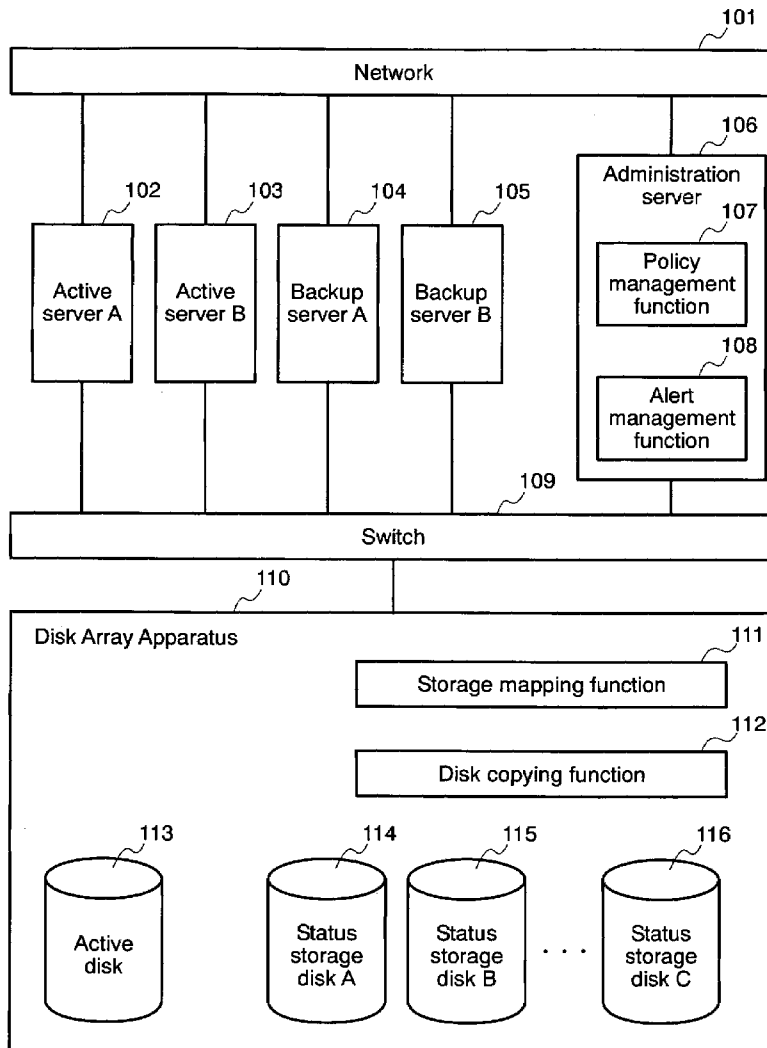 101
Network
106
Administration
server
102
103
104
105
107
Policy
management
function
Active
server A
Active
server B
Backup
server A
Backup
server B
108
Alert
management
function
109
Switch
110
Disk Array Apparatus
111
Storage mapping function
112
Disk copying function
113
114
115
116
Active
disk
Status
storage
disk A
Status
storage
disk B
. . .
Status
storage
disk C